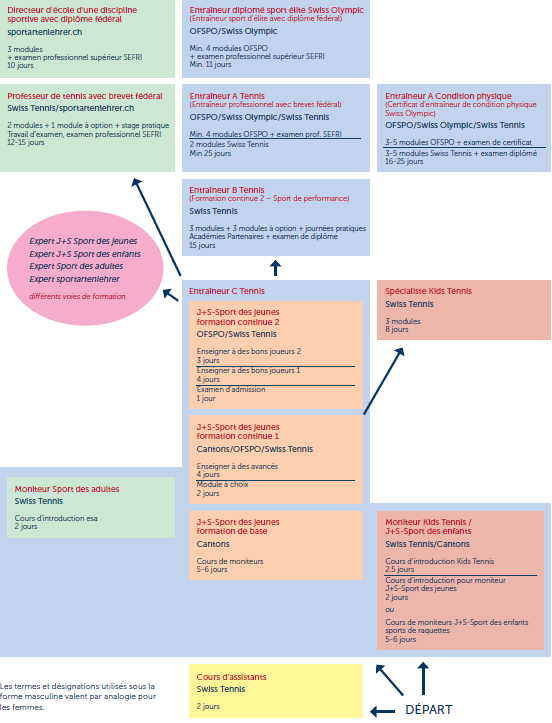 Directeur d'école d'une discipline
sportive avec diplôme fédéral
sportartenlehrer.ch
3 modules
+ examen professionnel supérieur SEFRI
10 jours
Entraîneur diplomé sport élite Swiss Olympic
(Entraîneur sport d'élite avec diplôme fédéral)
OFSPO/Swiss Olympic
Min. 4 modules OFSPO
+ examen professionnel supérieur SEFRI
Min. 11 jours
Professeur de tennis avec brevet fédéral
Swiss Tennis/sportartenlehrer.ch
2 modules + 1 module à option + stage pratique
Travail d'examen, examen professionnel SEFRI
12-15 jours
Entraîneur A Tennis
(Entraîneur professionnel avec brevet fédéral)
OFSPO/Swiss Olympic/Swiss Tennis
Min. 4 modules OFSPO + examen prof. SEFRI
2 modules Swiss Tennis
Min 25 jours
Entraîneur A Condition physique
(Certificat d'entraîneur de condition physique
Swiss Olympic)
OFSPO/Swiss Olympic/Swiss Tennis
3-5 modules OFSPO + examen de certificat
3-5 modules Swiss Tennis + examen diplômé
16-25 jours
Entraîneur B Tennis
(Formation continue 2 – Sport de performance)
Swiss Tennis
3 modules + 3 modules à option + journées pratiques
Académies Partenaires + examen de diplôme
15 jours
Expert J+S Sport des jeunes
Expert J+S Sport des enfants
Expert Sport des adultes
Expert sportartenlehrer
différents voies de formation
Entraîneur C Tennis
J+S-Sport des jeunes
formation continue 2
OFSPO/Swiss Tennis
Enseigner à des bons joueurs 2
3 jours
Enseigner à des bons joueurs 1
4 jours
Examen d'admission
1 jour
Spécialiste Kids Tennis
Swiss Tennis
3 modules
8 jours
J+S-Sport des jeunes
formation continue 1
Cantons/OFSPO/Swiss Tennis
Enseigner à des avancés
4 jours
Module à choix
2 jours
Moniteur Sport des adultes
Swiss Tennis
Cours d'introduction esa
2 jours
J+S-Sport des jeunes
formation de base
Cantons
Cours de moniteurs
5-6 jours
Moniteur Kids Tennis /
J+S-Sport des enfants
Swiss Tennis/Cantons
Cours d'introduction Kids Tennis
2.5 jours
Cours d'introduction pour moniteur
J+S-Sport des jeunes
2 jours
ou
Cours de moniteurs J+S-Sport des enfants
sports de raquettes
5-6 jours
Les termes et désignations utilisés sous la
forme masculine valent par analogie pour
les femmes.
Cours d'assistants
Swiss Tennis
2 jours
DÉPART